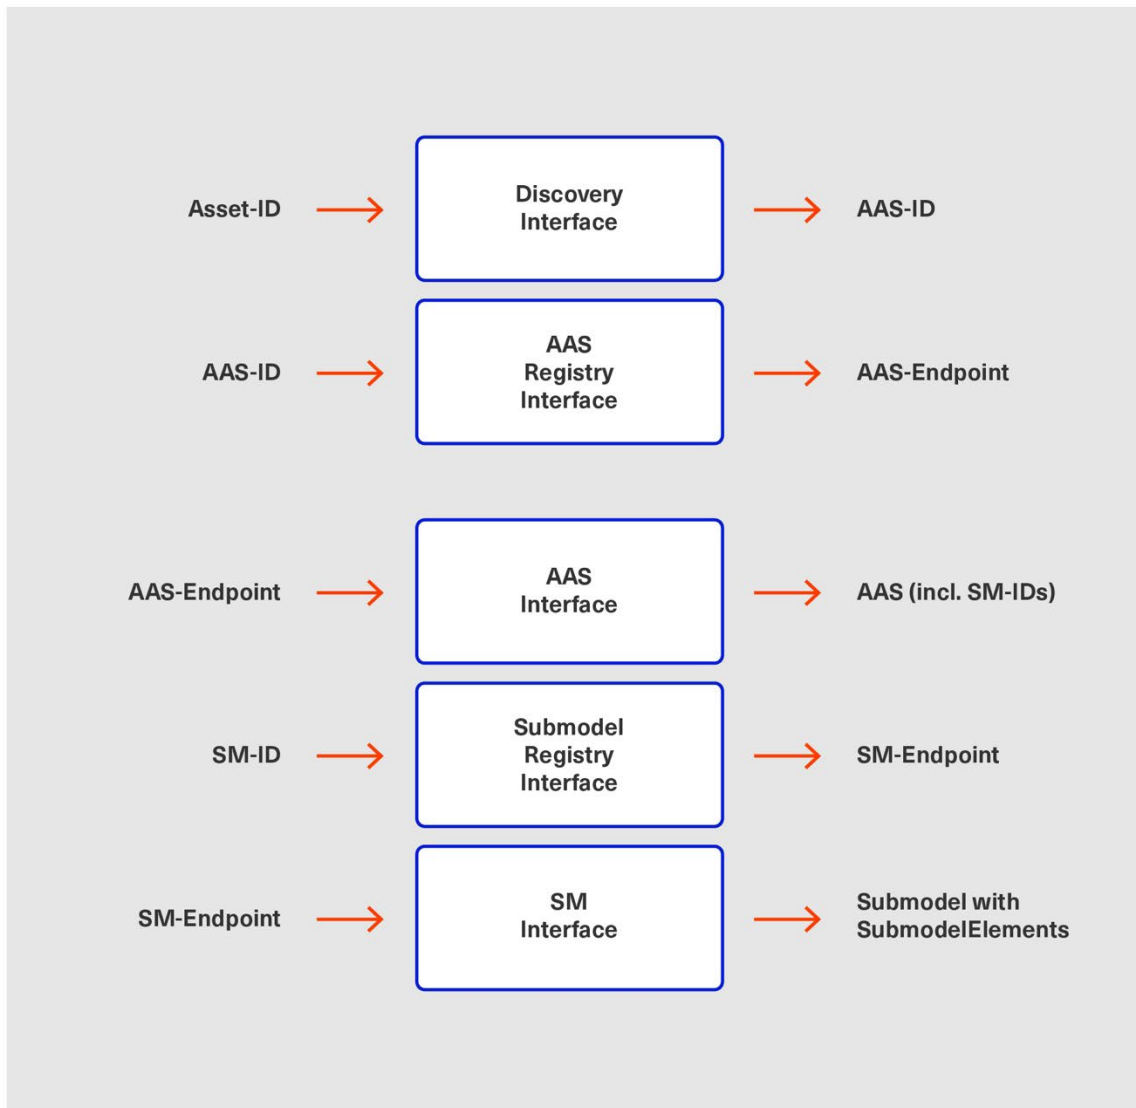 Asset-ID
Discovery
Interface
AAS-ID
AAS-ID
AAS
Registry
Interface
AAS-Endpoint
AAS-Endpoint
AAS
Interface
AAS (incl. SM-IDs)
SM-ID
Submodel
Registry
Interface
SM-Endpoint
SM-Endpoint
SM
Interface
Submodel with
SubmodelElements